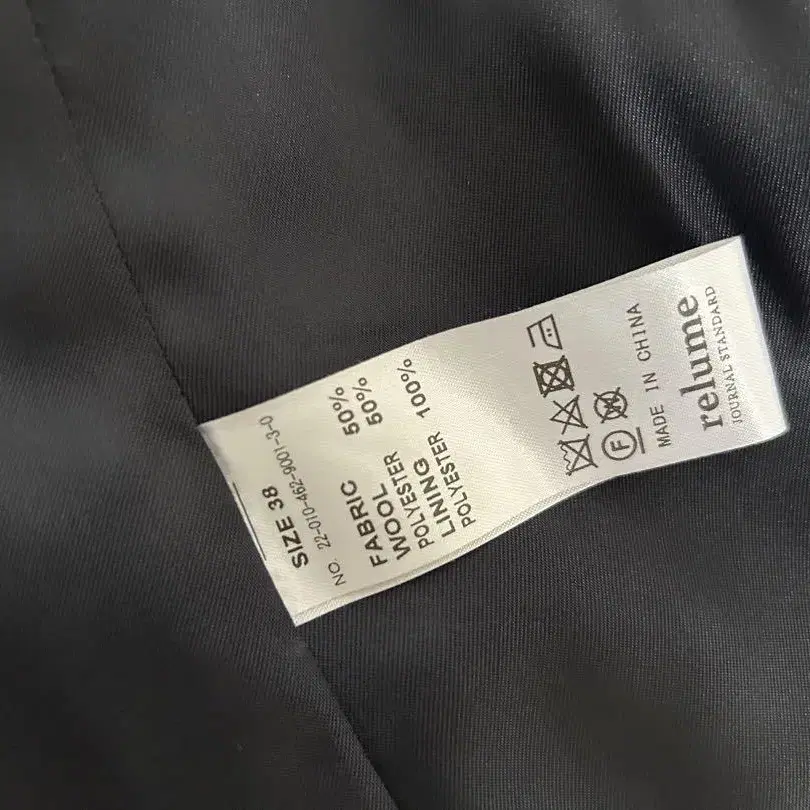 SIZE 38
NO. 22-010-462-9001-3-0
FABRIC
WOOL 50%
POLYESTER 50%
LINING
POLYESTER 100%
F W
MADE IN CHINA
relume
JOURNAL STANDARD